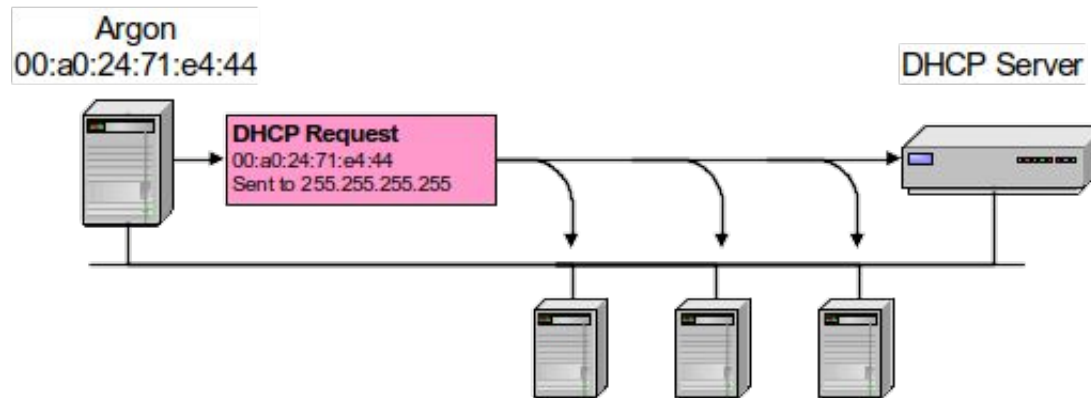 Argon
00:a0:24:71:e4:44
DHCP Server
DHCP Request
00:a0:24:71:e4:44
Sent to 255.255.255.255